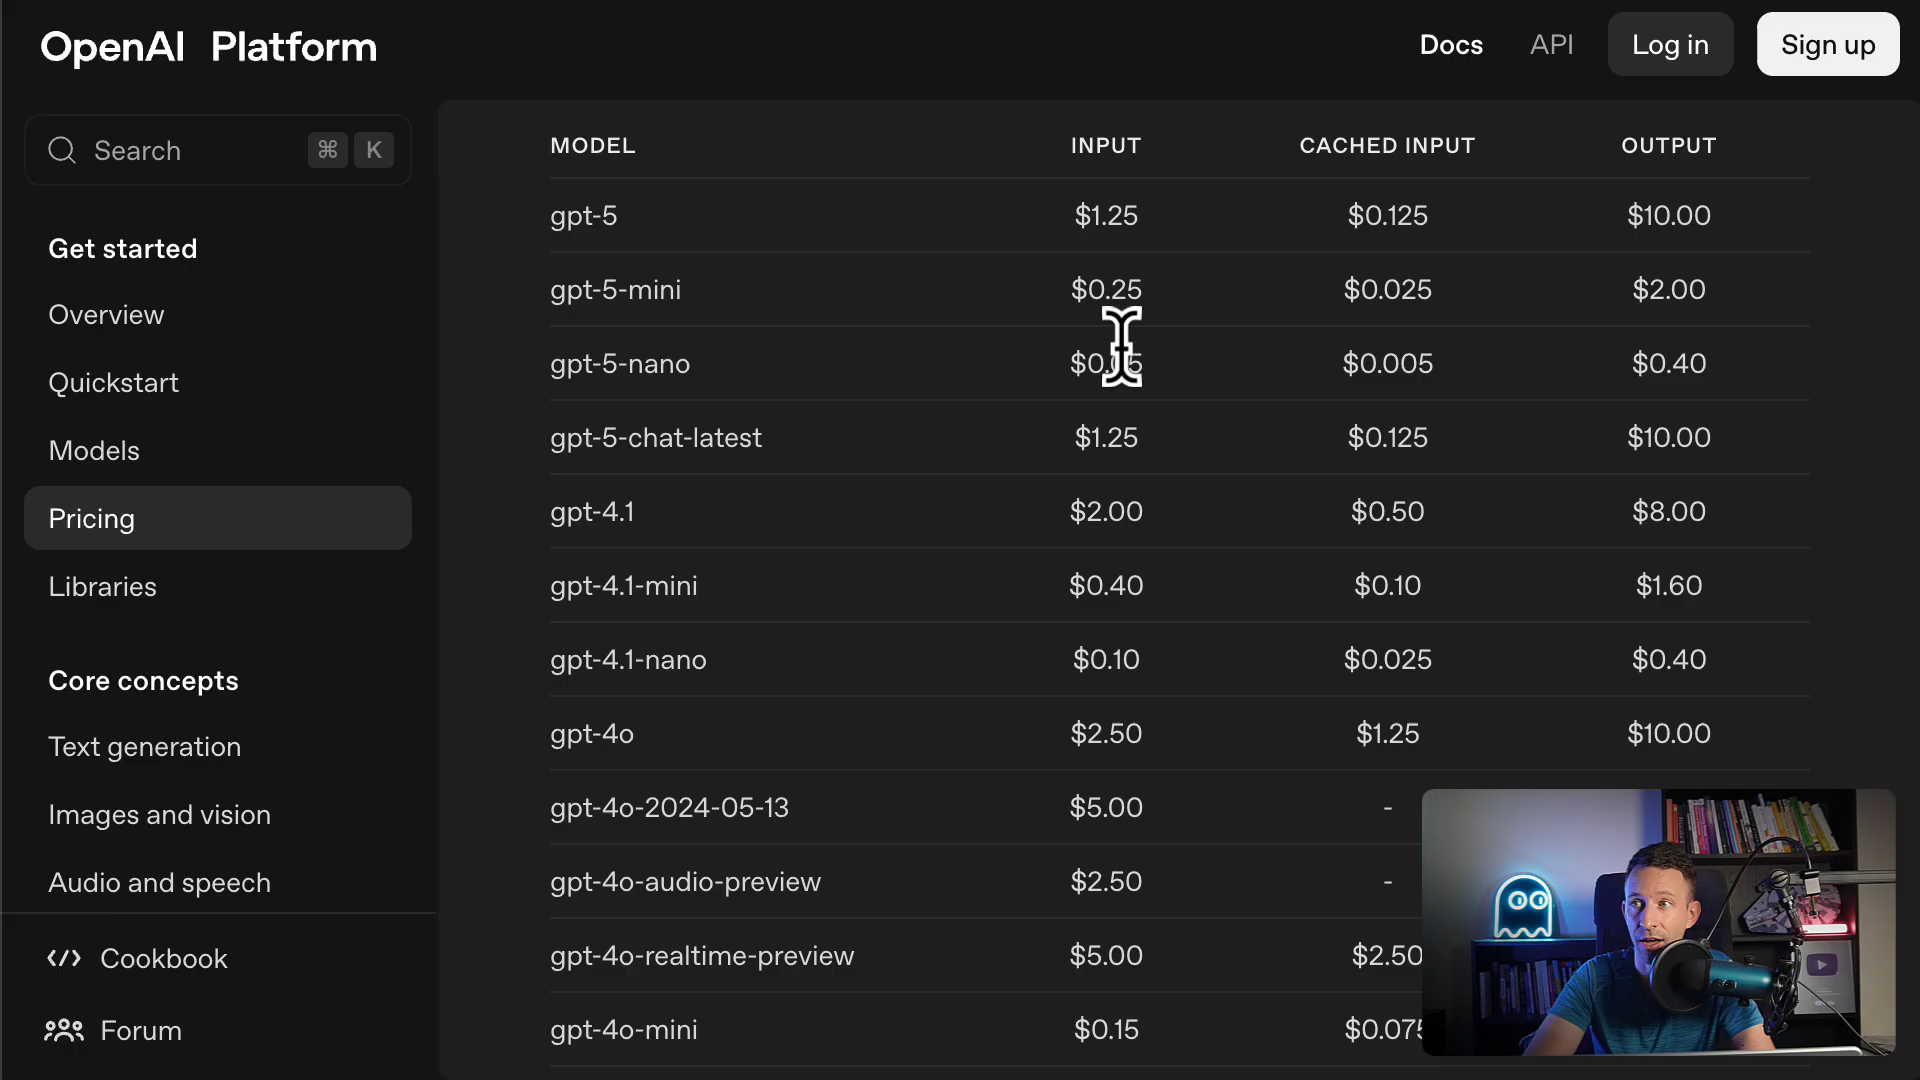 OpenAI Platform
Docs API Log in Sign up
Search ⌘ K
Get started
Overview
Quickstart
Models
Pricing
Libraries
Core concepts
Text generation
Images and vision
Audio and speech
Cookbook
Forum
MODEL INPUT CACHED INPUT OUTPUT
gpt-5 $1.25 $0.125 $10.00
gpt-5-mini $0.25 $0.025 $2.00
gpt-5-nano $0.005 $0.40
gpt-5-chat-latest $1.25 $0.125 $10.00
gpt-4.1 $2.00 $0.50 $8.00
gpt-4.1-mini $0.40 $0.10 $1.60
gpt-4.1-nano $0.10 $0.025 $0.40
gpt-4o $2.50 $1.25 $10.00
gpt-4o-2024-05-13 $5.00 -
gpt-4o-audio-preview $2.50 -
gpt-4o-realtime-preview $5.00 $2.50
gpt-4o-mini $0.15 $0.075